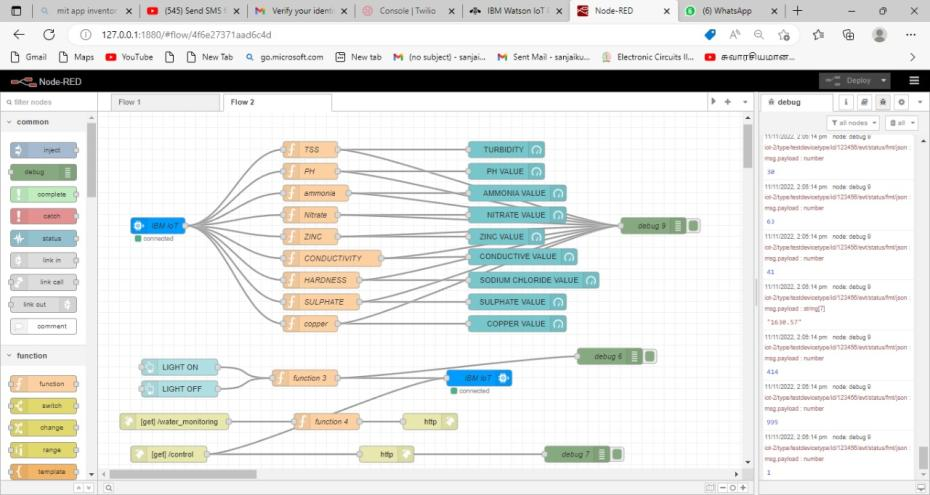 mit app inventor
(545) Send SMS f
Verify your identi
Console | Twilio
IBM Watson IoT P
Node-RED
(6) WhatsApp
127.0.0.1:1880/#flow/4f6e27371aad6c4d
Gmail
Maps
YouTube
New Tab
go.microsoft.com
New tab
(no subject) - sanjai...
Sent Mail - sanjaiku...
Electronic Circuits II...
சுவாரசியமான...
Node-RED
Deploy
filter nodes
Flow 1
Flow 2
debug
all nodes
all
common
inject
debug
complete
catch
status
link in
link call
link out
comment
function
function
switch
change
range
template
IBM IoT
connected
TSS
PH
ammonia
Nitrate
ZINC
CONDUCTIVITY
HARDNESS
SULPHATE
copper
TURBIDITY
PH VALUE
AMMONIA VALUE
NITRATE VALUE
ZINC VALUE
CONDUCTIVE VALUE
SODIUM CHLORIDE VALUE
SULPHATE VALUE
COPPER VALUE
debug 9
LIGHT ON
LIGHT OFF
function 3
debug 6
IBM IoT
connected
[get] /water_monitoring
function 4
http
[get] /control
http
debug 7
11/11/2022, 2:06:14 pm node: debug 9
iot-2/type/testdevicetype/id/123456/evt/status/fmt/json :
msg.payload : number
30
11/11/2022, 2:06:14 pm node: debug 9
iot-2/type/testdevicetype/id/123456/evt/status/fmt/json :
msg.payload : number
63
11/11/2022, 2:06:14 pm node: debug 9
iot-2/type/testdevicetype/id/123456/evt/status/fmt/json :
msg.payload : number
41
11/11/2022, 2:06:14 pm node: debug 9
iot-2/type/testdevicetype/id/123456/evt/status/fmt/json :
msg.payload : string[7]
"1630.57"
11/11/2022, 2:06:14 pm node: debug 9
iot-2/type/testdevicetype/id/123456/evt/status/fmt/json :
msg.payload : number
414
11/11/2022, 2:06:14 pm node: debug 9
iot-2/type/testdevicetype/id/123456/evt/status/fmt/json :
msg.payload : number
995
11/11/2022, 2:06:14 pm node: debug 9
iot-2/type/testdevicetype/id/123456/evt/status/fmt/json :
msg.payload : number
1